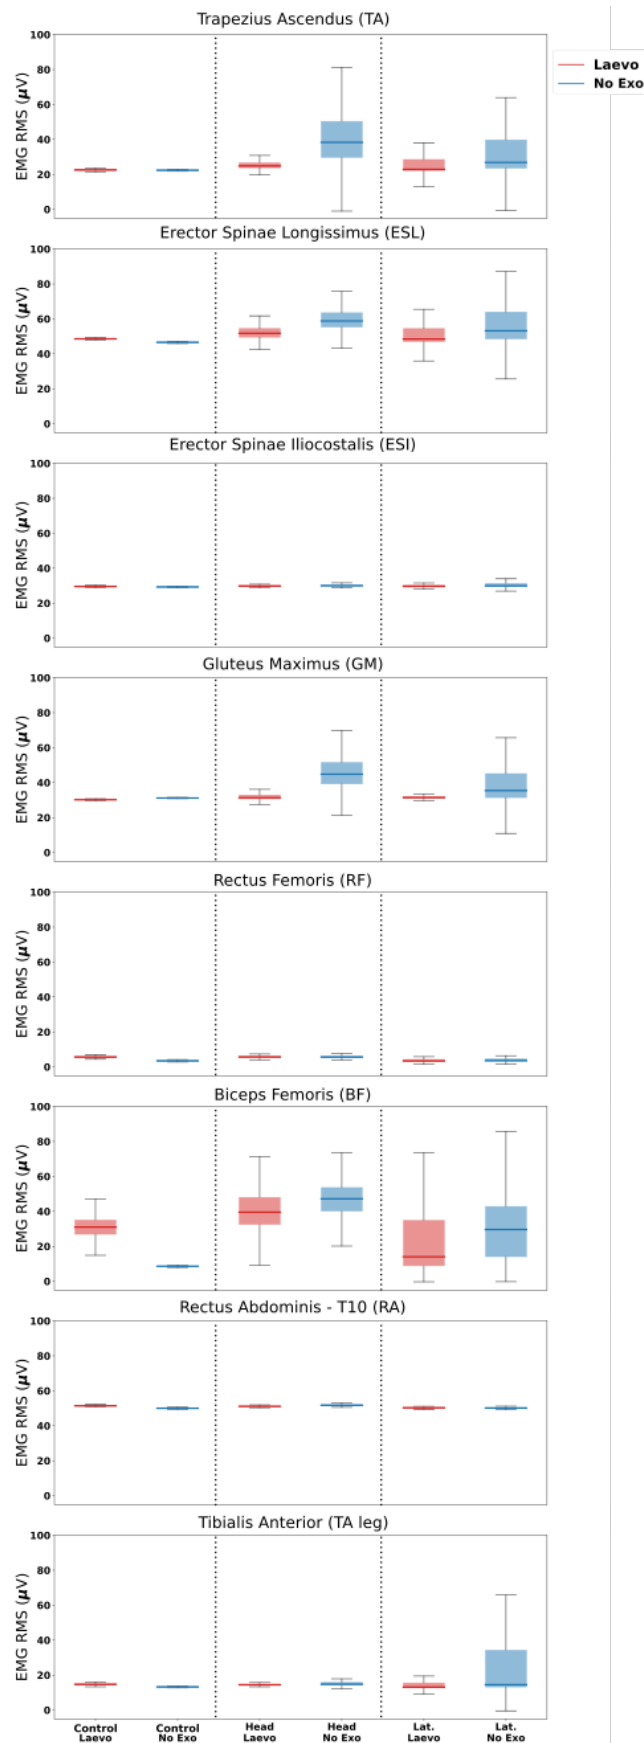 Trapezius Ascendus (TA)
EMG RMS (μV)
100
80
60
40
20
0
Laevo
No Exo
Erector Spinae Longissimus (ESL)
EMG RMS (μV)
100
80
60
40
20
0
Erector Spinae Iliocostalis (ESI)
EMG RMS (μV)
100
80
60
40
20
0
Gluteus Maximus (GM)
EMG RMS (μV)
100
80
60
40
20
0
Rectus Femoris (RF)
EMG RMS (μV)
100
80
60
40
20
0
Biceps Femoris (BF)
EMG RMS (μV)
100
80
60
40
20
0
Rectus Abdominis - T10 (RA)
EMG RMS (μV)
100
80
60
40
20
0
Tibialis Anterior (TA leg)
EMG RMS (μV)
100
80
60
40
20
0
Control
Laevo
Control
No Exo
Head
Laevo
Head
No Exo
Lat.
Laevo
Lat.
No Exo